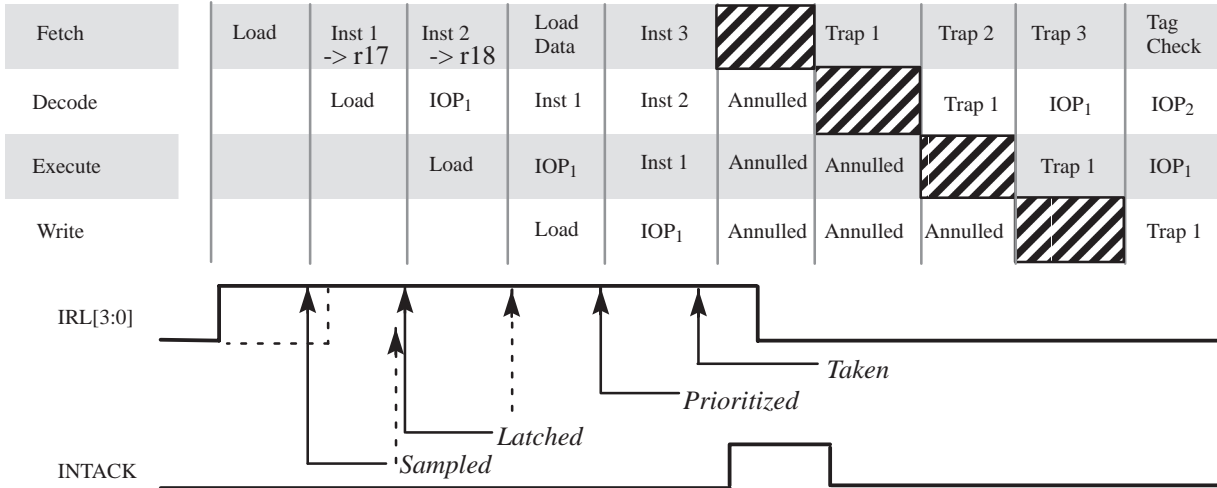 Fetch Load Inst 1 -> r17 Inst 2 -> r18 Load Data Inst 3 Trap 1 Trap 2 Trap 3 Tag Check
Decode Load IOP1 Inst 1 Inst 2 Annulled Trap 1 IOP1 IOP2
Execute Load IOP1 Inst 1 Annulled Annulled Trap 1 IOP1
Write Load IOP1 Annulled Annulled Annulled Trap 1
IRL[3:0]
Taken
Prioritized
Latched
Sampled
INTACK